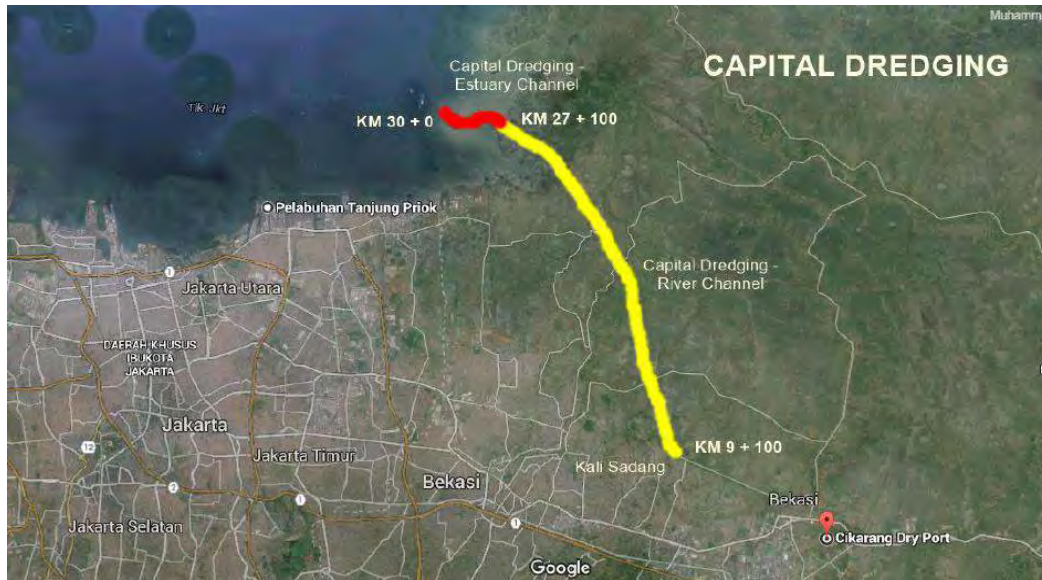 Muhamm
CAPITAL DREDGING
Capital Dredging -
Estuary Channel
Tlk. Jkt
KM 30 + 0
KM 27 + 100
Pelabuhan Tanjung Priok
1
Jakarta Utara
Capital Dredging -
River Channel
DAERAH KHUSUS
IBUKOTA
JAKARTA
Jakarta
12
Jakarta Timur
KM 9 + 100
Kali Sadang
Bekasi
2
1
Bekasi
1
Jakarta Selatan
Cikarang Dry Port
Google